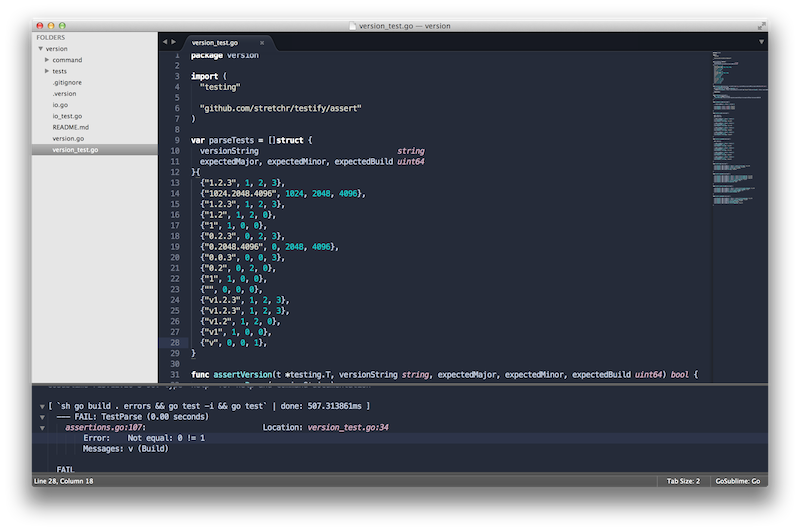 version_test.go — version
FOLDERS
version
command
tests
.gitignore
.version
io.go
io_test.go
README.md
version.go
version_test.go
version_test.go
1 package version
2
3 import (
4 "testing"
5
6 "github.com/stretchr/testify/assert"
7 )
8
9 var parseTests = []struct {
10 versionString string
11 expectedMajor, expectedMinor, expectedBuild uint64
12 }{
13 {"1.2.3", 1, 2, 3},
14 {"1024.2048.4096", 1024, 2048, 4096},
15 {"1.2.3", 1, 2, 3},
16 {"1.2", 1, 2, 0},
17 {"1", 1, 0, 0},
18 {"0.2.3", 0, 2, 3},
19 {"0.2048.4096", 0, 2048, 4096},
20 {"0.0.3", 0, 0, 3},
21 {"0.2", 0, 2, 0},
22 {"1", 1, 0, 0},
23 {"", 0, 0, 0},
24 {"v1.2.3", 1, 2, 3},
25 {"v1.2.3", 1, 2, 3},
26 {"v1.2", 1, 2, 0},
27 {"v1", 1, 0, 0},
28 {"v", 0, 0, 1},
29 }
30
31 func assertVersion(t *testing.T, versionString string, expectedMajor, expectedMinor, expectedBuild uint64) bool {
[ `sh go build . errors && go test -i && go test` | done: 507.313861ms ]
--- FAIL: TestParse (0.00 seconds)
assertions.go:107: Location: version_test.go:34
Error: Not equal: 0 != 1
Messages: v (Build)
FAIL
Line 28, Column 18 Tab Size: 2 GoSublime: Go